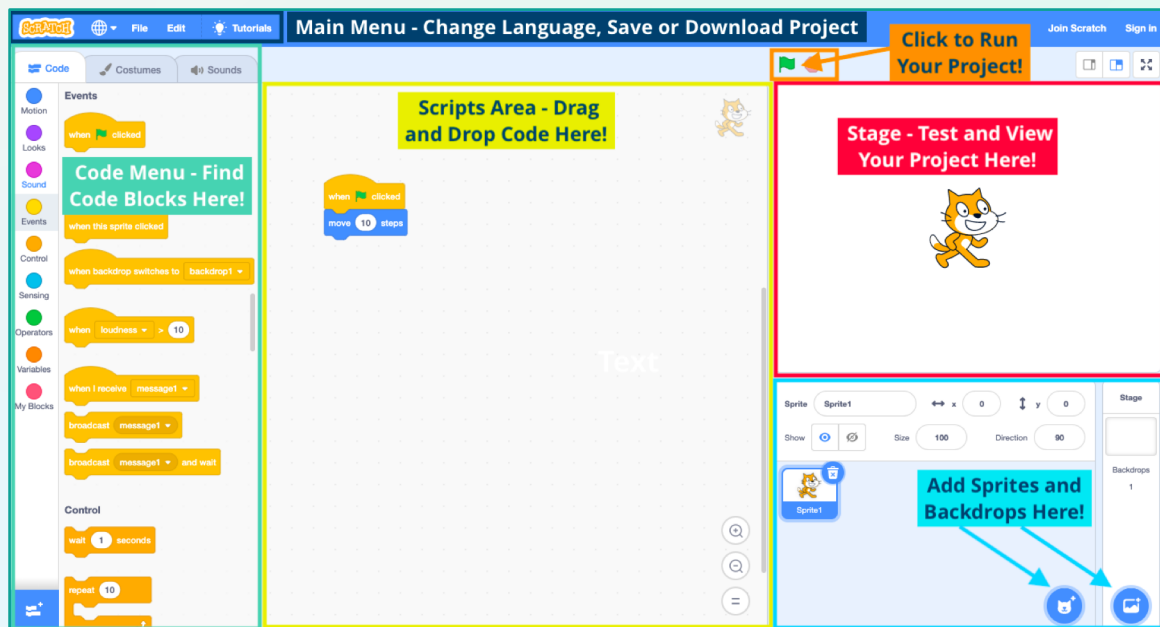 SCRATCH
File
Edit
Tutorials
Main Menu - Change Language, Save or Download Project
Join Scratch
Sign in
Click to Run
Your Project!
Code
Costumes
Sounds
Motion
Looks
Sound
Events
Control
Sensing
Operators
Variables
My Blocks
Events
when clicked
Code Menu - Find
Code Blocks Here!
when this sprite clicked
when backdrop switches to backdrop1
when loudness > 10
when I receive message1
broadcast message1
broadcast message1 and wait
Control
wait 1 seconds
repeat 10
Scripts Area - Drag
and Drop Code Here!
when clicked
move 10 steps
Text
Stage - Test and View
Your Project Here!
Sprite Sprite1 x 0 y 0
Show Size 100 Direction 90
Sprite1
Stage
Backdrops
1
Add Sprites and
Backdrops Here!